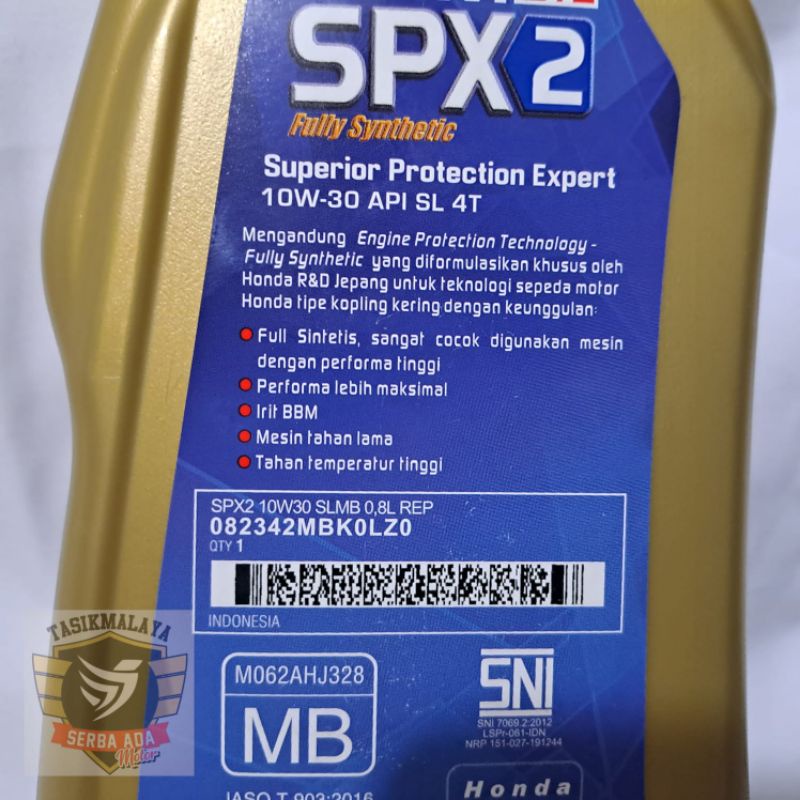 SPX2
Fully Synthetic
Superior Protection Expert
10W-30 API SL 4T
Mengandung Engine Protection Technology -
Fully Synthetic yang diformulasikan khusus oleh
Honda R&D Jepang untuk teknologi sepeda motor
Honda tipe kopling kering dengan keunggulan:
Full Sintetis, sangat cocok digunakan mesin
dengan performa tinggi
Performa lebih maksimal
Irit BBM
Mesin tahan lama
Tahan temperatur tinggi
SPX2 10W30 SLMB 0,8L REP
082342MBK0LZ0
QTY 1
INDONESIA
TASIKMALAYA
SERBA ADA
Motor
M062AHJ328
MB
JASO T 903:2016
SNI
SNI 7069.2:2012
LSPr-061-IDN
NRP 151-027-191244
Honda